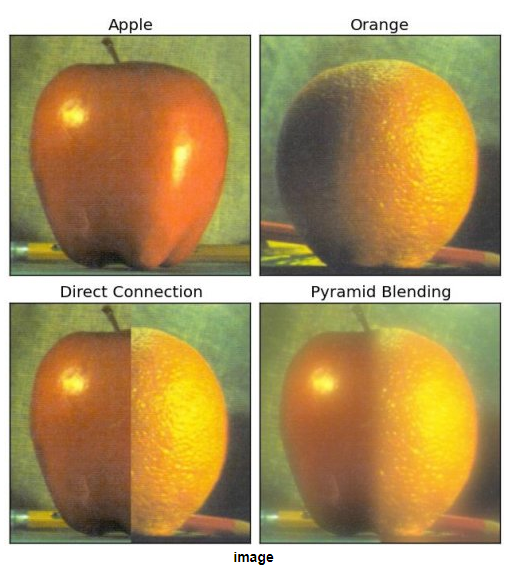 Apple
Orange
Direct Connection
Pyramid Blending
image